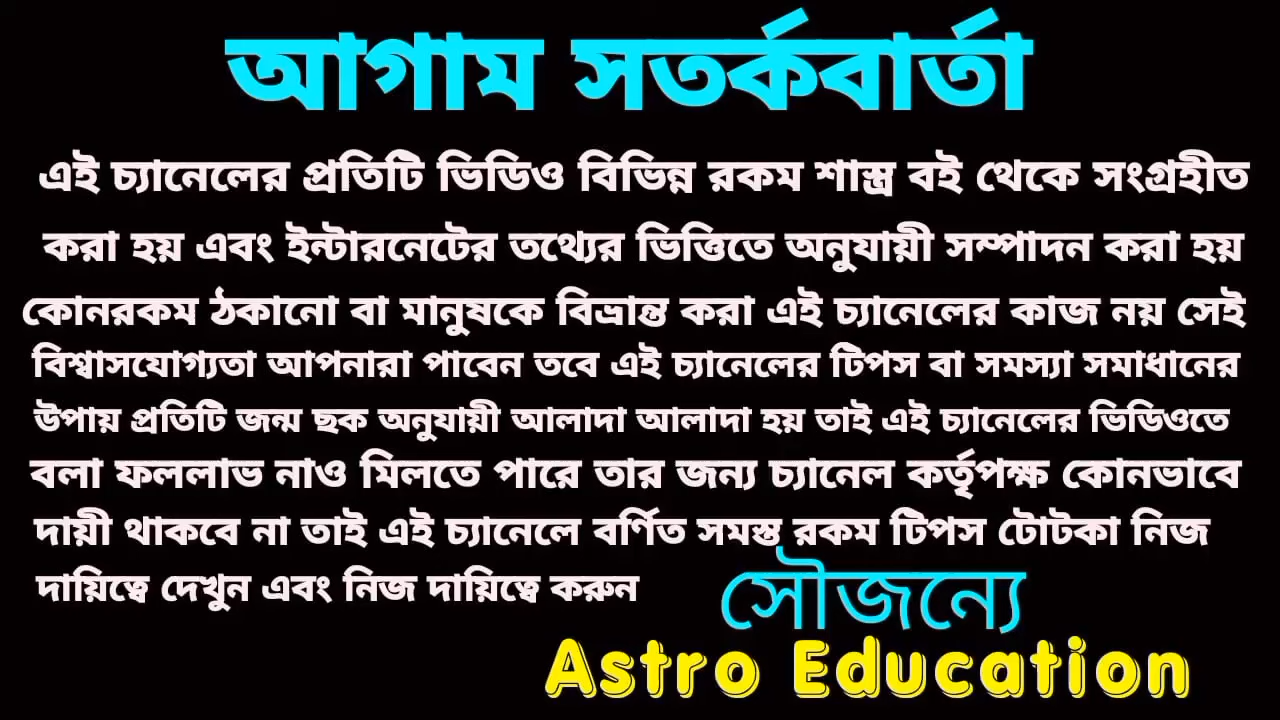 আগাম সতর্কবার্তা
এই চ্যানেলের প্রতিটি ভিডিও বিভিন্ন রকম শাস্ত্র বই থেকে সংগ্রহীত
করা হয় এবং ইন্টারনেটের তথ্যের ভিত্তিতে অনুযায়ী সম্পাদন করা হয়
কোনরকম ঠকানো বা মানুষকে বিভ্রান্ত করা এই চ্যানেলের কাজ নয় সেই
বিশ্বাসযোগ্যতা আপনারা পাবেন তবে এই চ্যানেলের টিপস বা সমস্যা সমাধানের
উপায় প্রতিটি জন্ম ছক অনুযায়ী আলাদা আলাদা হয় তাই এই চ্যানেলের ভিডিওতে
বলা ফললাভ নাও মিলতে পারে তার জন্য চ্যানেল কর্তৃপক্ষ কোনভাবে
দায়ী থাকবে না তাই এই চ্যানেলে বর্ণিত সমস্ত রকম টিপস টোটকা নিজ
দায়িত্বে দেখুন এবং নিজ দায়িত্বে করুন
সৌজন্যে
Astro Education